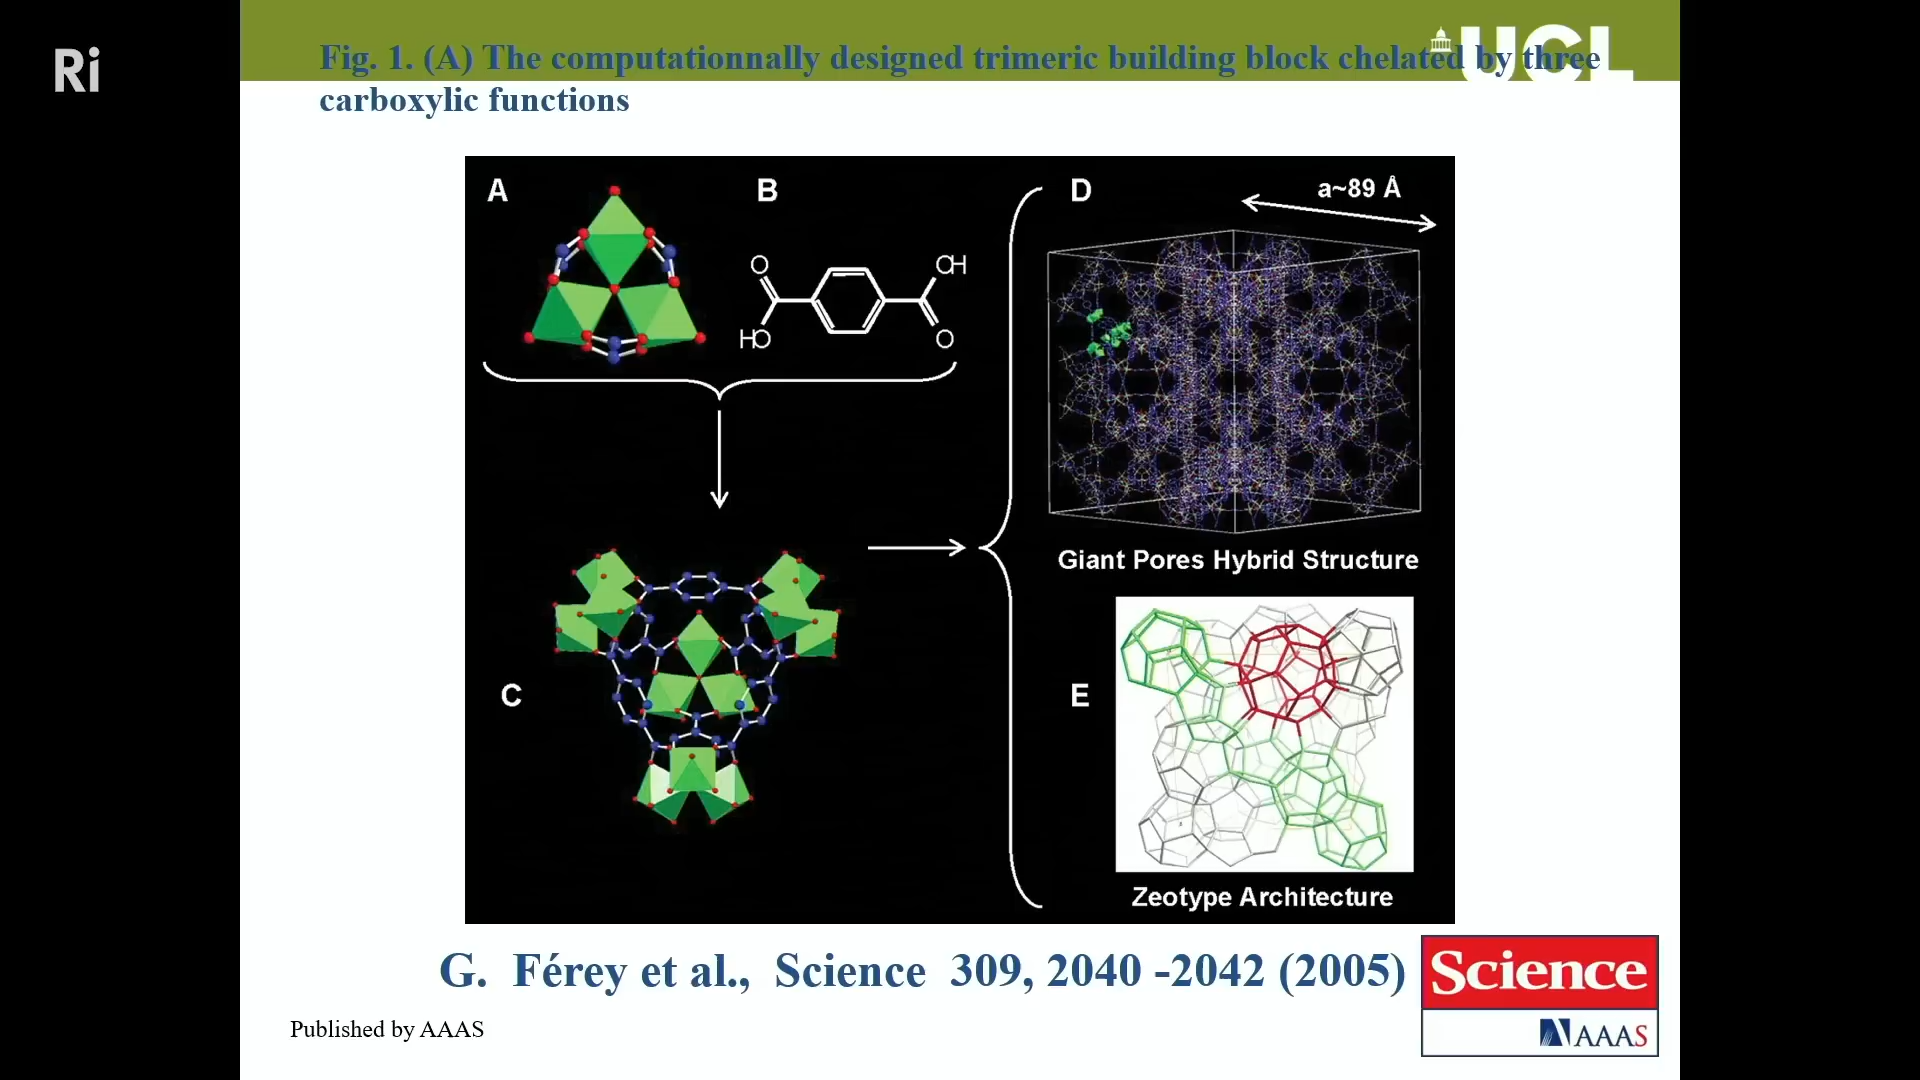 Ri
UCL
Fig. 1. (A) The computationnally designed trimeric building block chelated by three
carboxylic functions
A
B
O
OH
HO
O
D
a~89 Å
Giant Pores Hybrid Structure
C
E
Zeotype Architecture
G. Férey et al., Science 309, 2040 -2042 (2005)
Science
AAAS
Published by AAAS